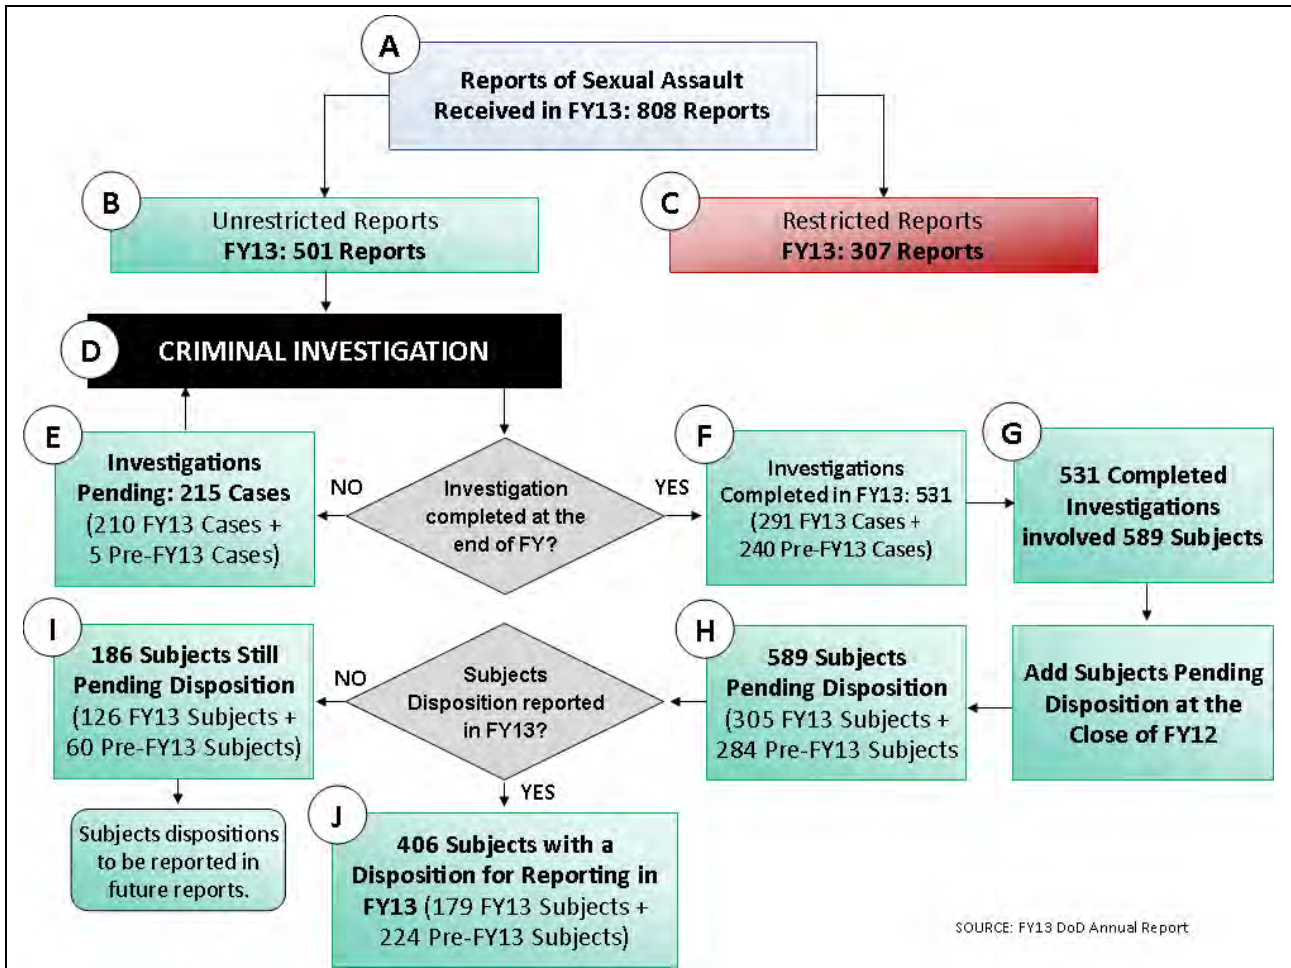 A
Reports of Sexual Assault
Received in FY13: 808 Reports
B
Unrestricted Reports
FY13: 501 Reports
C
Restricted Reports
FY13: 307 Reports
D
CRIMINAL INVESTIGATION
E
Investigations
Pending: 215 Cases
(210 FY13 Cases +
5 Pre-FY13 Cases)
NO
Investigation
completed at the
end of FY?
YES
F
Investigations
Completed in FY13: 531
(291 FY13 Cases +
240 Pre-FY13 Cases)
G
531 Completed
Investigations
involved 589 Subjects
I
186 Subjects Still
Pending Disposition
(126 FY13 Subjects +
60 Pre-FY13 Subjects)
NO
Subjects
Disposition reported
in FY13?
H
589 Subjects
Pending Disposition
(305 FY13 Subjects +
284 Pre-FY13 Subjects
Add Subjects Pending
Disposition at the
Close of FY12
YES
Subjects dispositions
to be reported in
future reports.
J
406 Subjects with a
Disposition for Reporting in
FY13 (179 FY13 Subjects +
224 Pre-FY13 Subjects)
SOURCE: FY13 DoD Annual Report